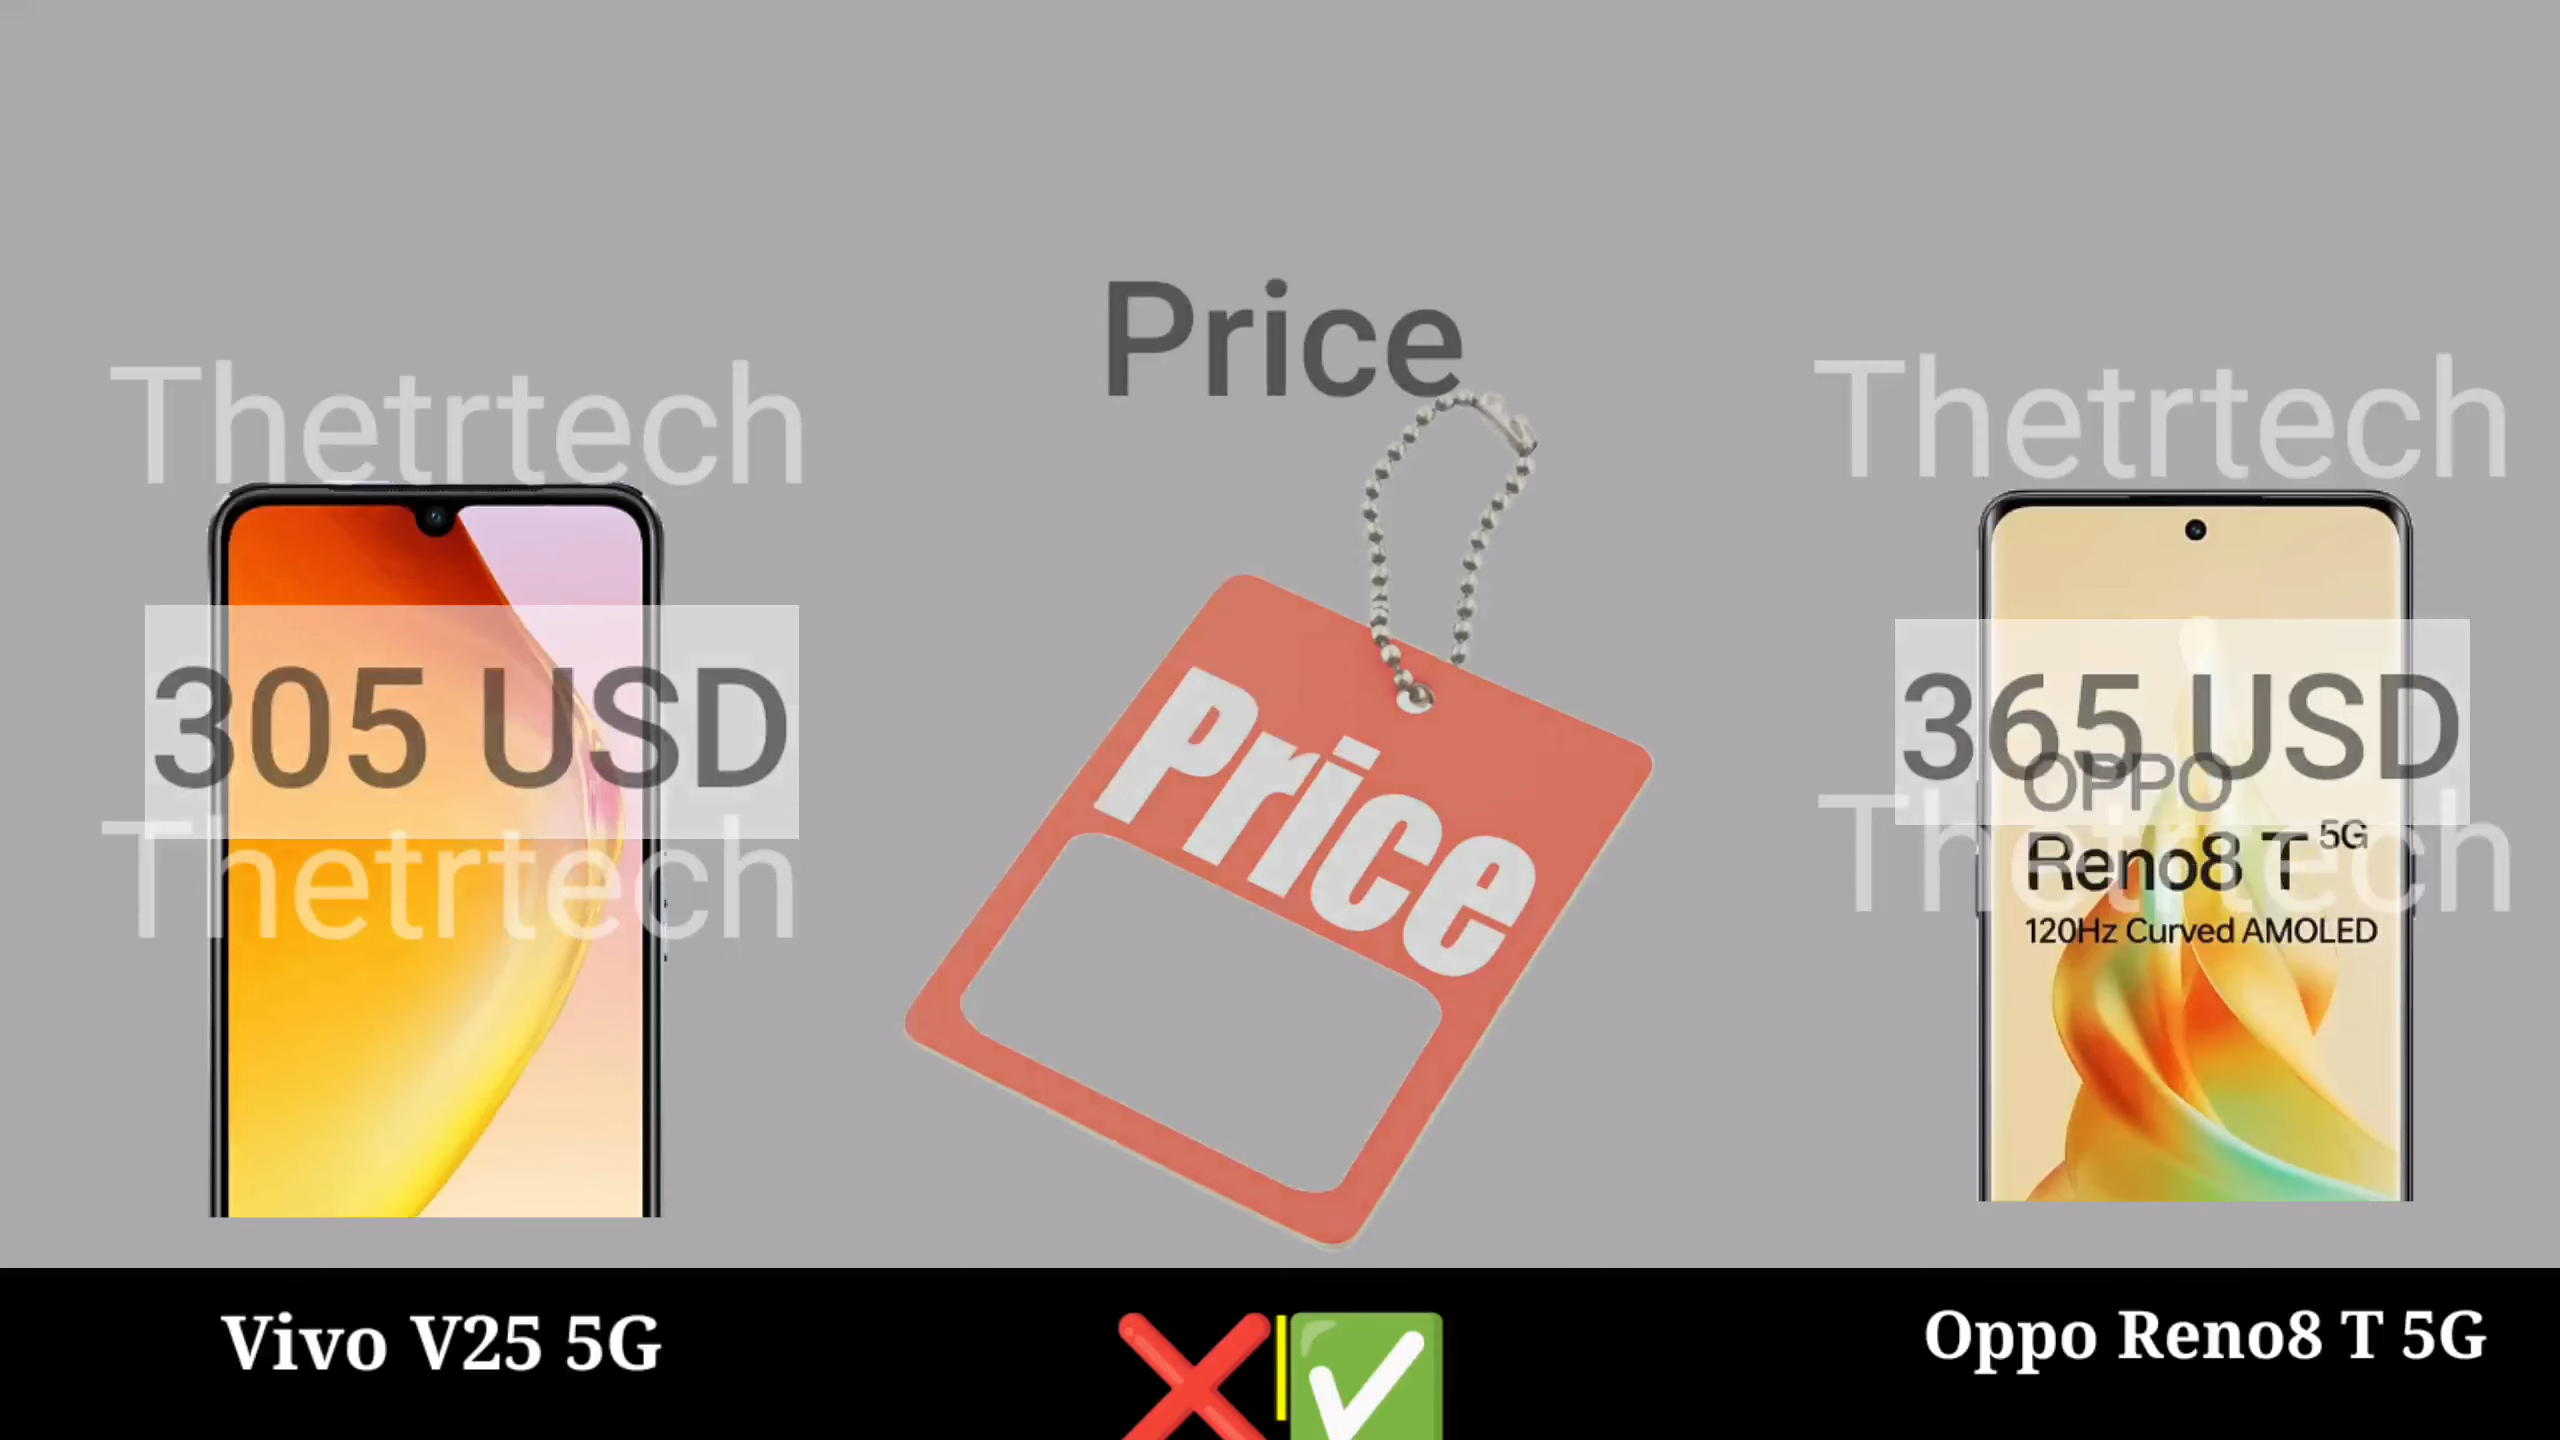 Price
Thetrtech
Thetrtech
305 USD
Price
365 USD
OPPO
Reno8 T 5G
120Hz Curved AMOLED
Thetrtech
Thetrtech
Vivo V25 5G
Oppo Reno8 T 5G